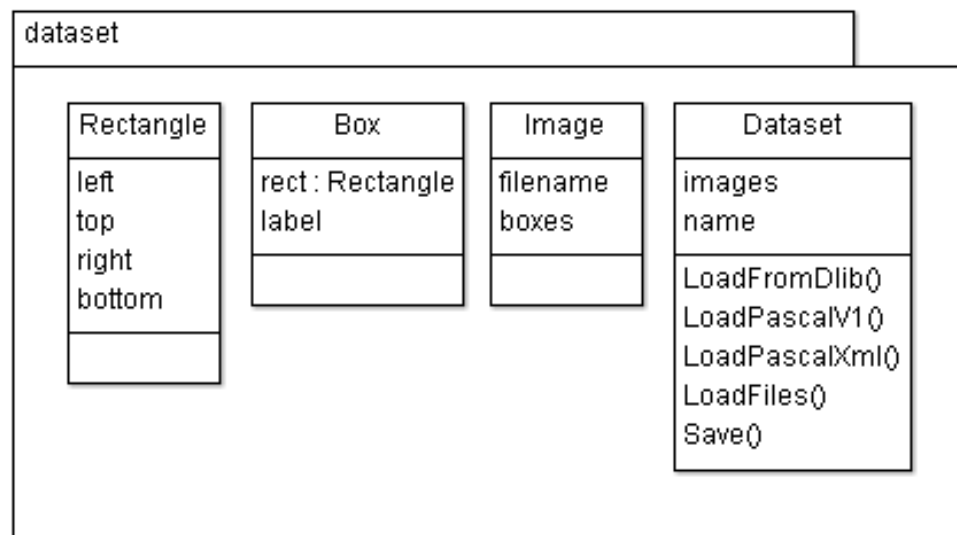 dataset
Rectangle
left
top
right
bottom
Box
rect : Rectangle
label
Image
filename
boxes
Dataset
images
name
LoadFromDlib()
LoadPascalV1()
LoadPascalXml()
LoadFiles()
Save()